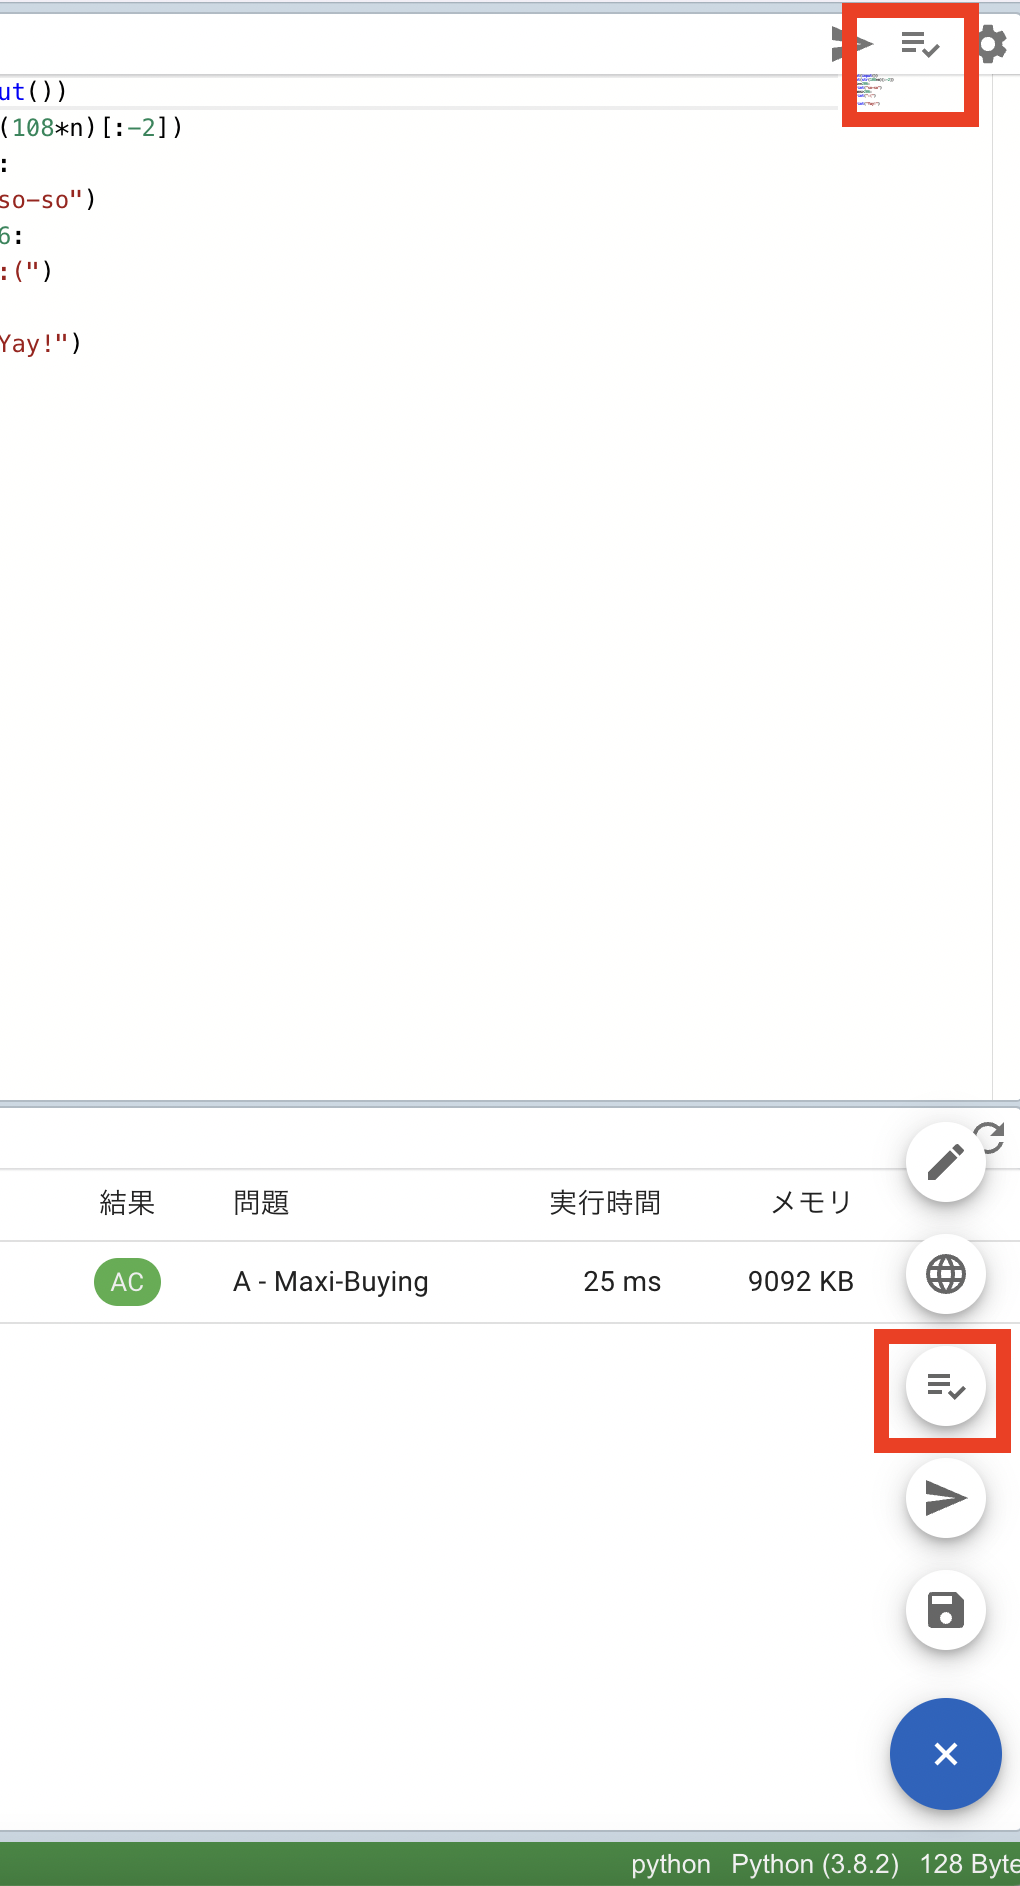 ut())
(108*n)[:-2])
:
so-so")
6:
:(")
Yay!")
結果 問題 実行時間 メモリ
AC A - Maxi-Buying 25 ms 9092 KB
python Python (3.8.2) 128 Byte